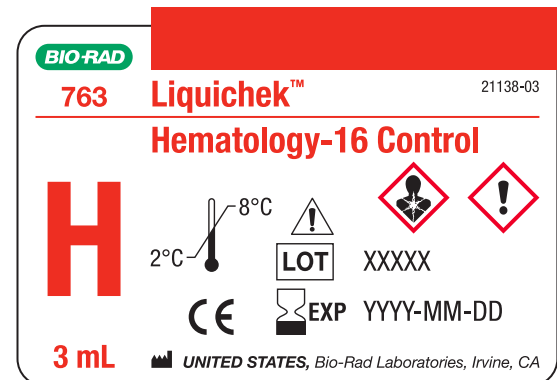 BIO-RAD
763 Liquichek™ 21138-03
Hematology-16 Control
H
8°C
2°C
LOT XXXXX
CE EXP YYYY-MM-DD
3 mL UNITED STATES, Bio-Rad Laboratories, Irvine, CA